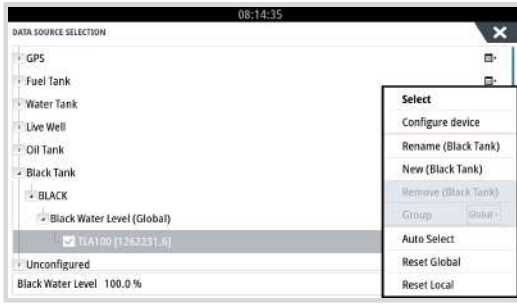 08:14:35
DATA SOURCE SELECTION
GPS
Fuel Tank
Water Tank
Live Well
Oil Tank
Black Tank
BLACK
Black Water Level (Global)
TLA100 [1262231,6]
Unconfigured
Black Water Level 100.0 %
Select
Configure device
Rename (Black Tank)
New (Black Tank)
Remove (Black Tank)
Group Global
Auto Select
Reset Global
Reset Local